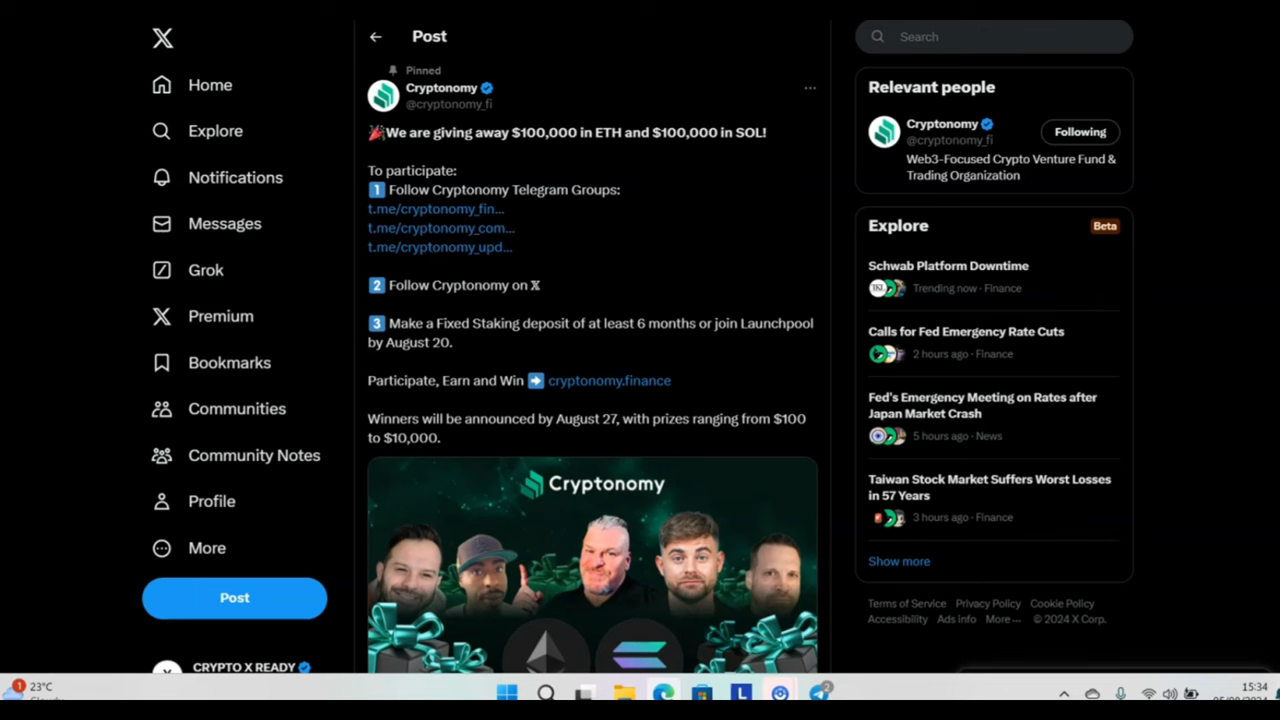 Home
Explore
Notifications
Messages
Grok
Premium
Bookmarks
Communities
Community Notes
Profile
More
Post
CRYPTO X READY
Post
Pinned
Cryptonomy
@cryptonomy_fi
🎉We are giving away $100,000 in ETH and $100,000 in SOL!
To participate:
1️⃣ Follow Cryptonomy Telegram Groups:
t.me/cryptonomy_fin...
t.me/cryptonomy_com...
t.me/cryptonomy_upd...
2️⃣ Follow Cryptonomy on 𝕏
3️⃣ Make a Fixed Staking deposit of at least 6 months or join Launchpool
by August 20.
Participate, Earn and Win ➡️ cryptonomy.finance
Winners will be announced by August 27, with prizes ranging from $100
to $10,000.
Cryptonomy
Search
Relevant people
Cryptonomy
@cryptonomy_fi
Following
Web3-Focused Crypto Venture Fund &
Trading Organization
Explore
Beta
Schwab Platform Downtime
Trending now · Finance
Calls for Fed Emergency Rate Cuts
2 hours ago · Finance
Fed's Emergency Meeting on Rates after
Japan Market Crash
5 hours ago · News
Taiwan Stock Market Suffers Worst Losses
in 57 Years
3 hours ago · Finance
Show more
Terms of Service Privacy Policy Cookie Policy
Accessibility Ads info More ··· © 2024 X Corp.
1
23°C
L
2
15:34